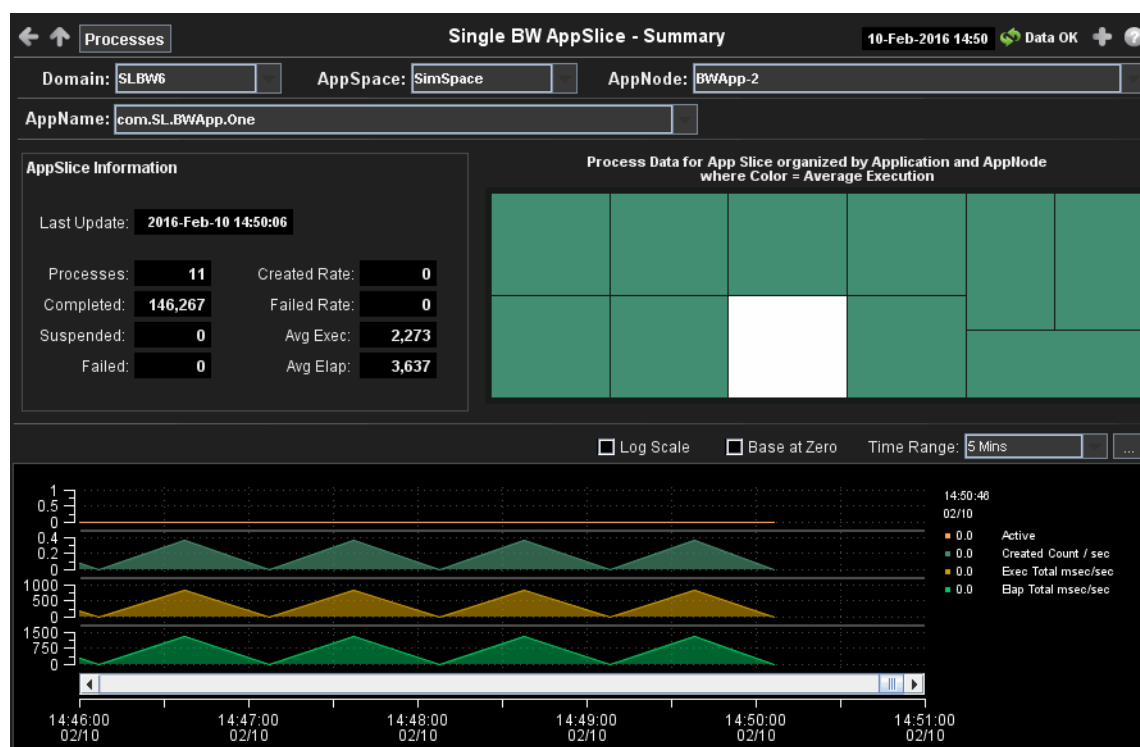 Processes Single BW AppSlice - Summary 10-Feb-2016 14:50 Data OK
Domain: SLBW6 AppSpace: SimSpace AppNode: BWApp-2
AppName: com.SL.BWApp.One
AppSlice Information
Last Update: 2016-Feb-10 14:50:06
Processes: 11 Created Rate: 0
Completed: 146,267 Failed Rate: 0
Suspended: 0 Avg Exec: 2,273
Failed: 0 Avg Elap: 3,637
Process Data for App Slice organized by Application and AppNode
where Color = Average Execution
Log Scale Base at Zero Time Range: 5 Mins ...
1
0.5
0
0.4
0.2
0
1000
500
0
1500
750
0
14:50:46
02/10
0.0 Active
0.0 Created Count / sec
0.0 Exec Total msec/sec
0.0 Elap Total msec/sec
14:46:00 14:47:00 14:48:00 14:49:00 14:50:00 14:51:00
02/10 02/10 02/10 02/10 02/10 02/10